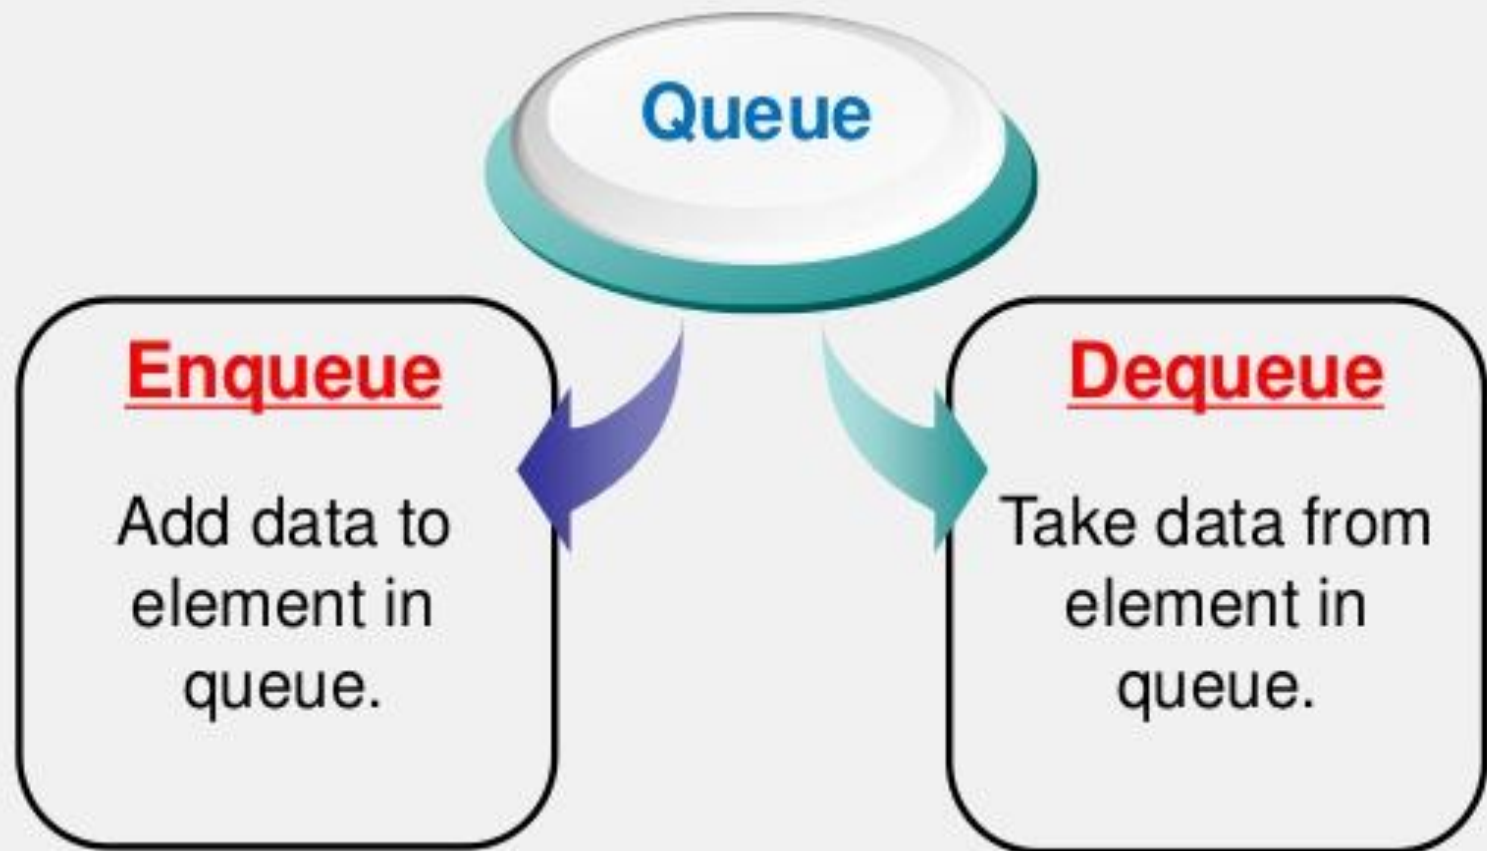 Queue
Enqueue
Add data to
element in
queue.
Dequeue
Take data from
element in
queue.